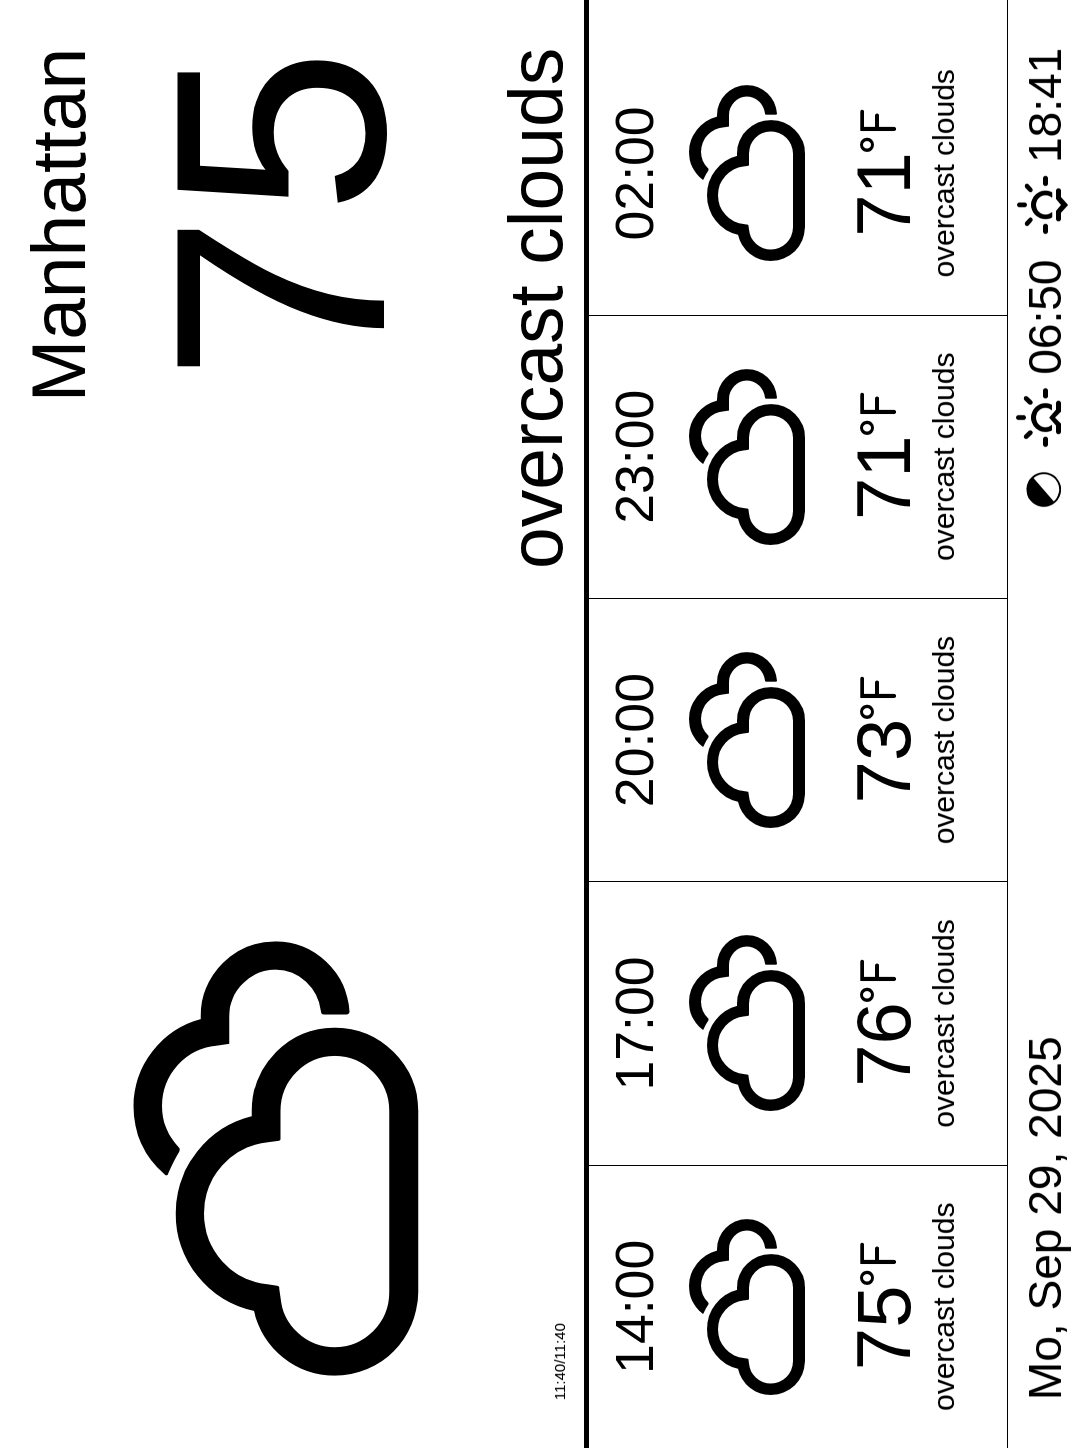 Manhattan
75
overcast clouds
11:40/11:40
14:00
75°F
overcast clouds
17:00
76°F
overcast clouds
20:00
73°F
overcast clouds
23:00
71°F
overcast clouds
02:00
71°F
overcast clouds
Mo, Sep 29, 2025
06:50
18:41